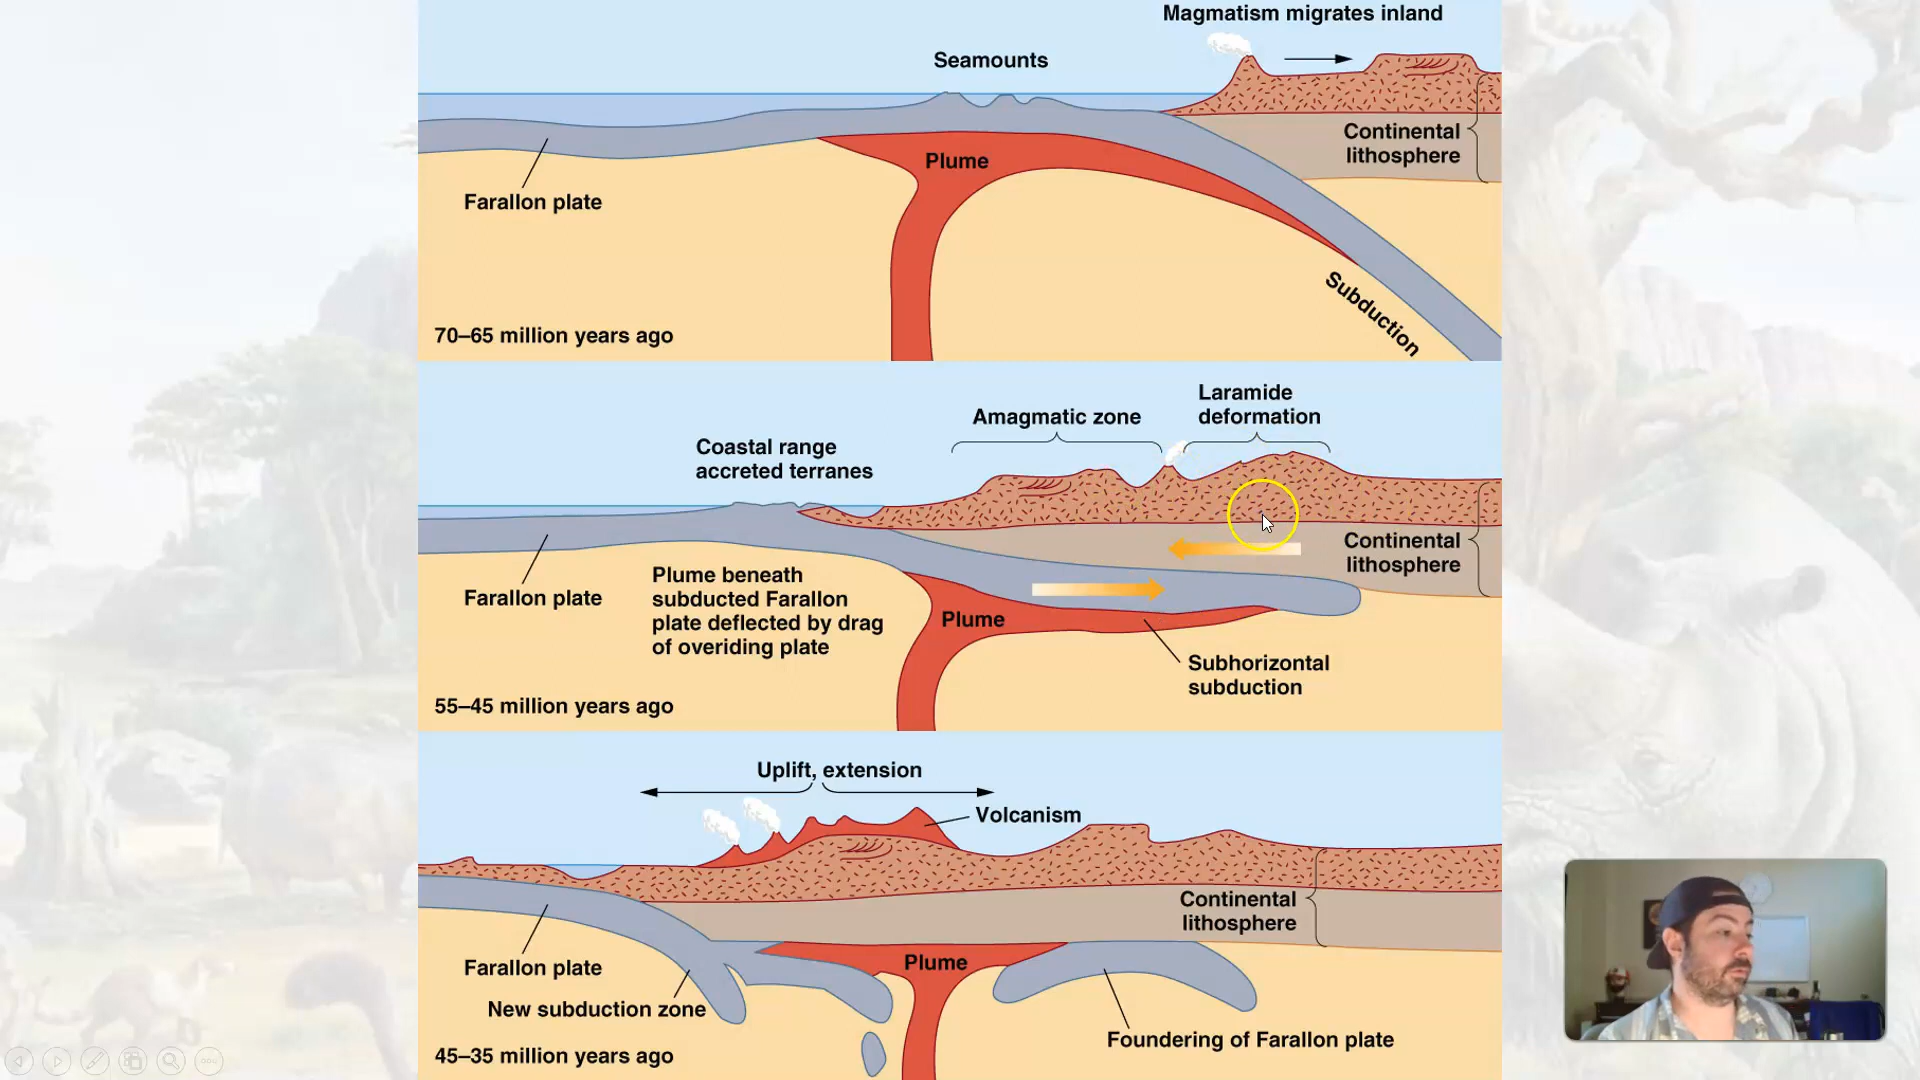 Magmatism migrates inland
Seamounts
Continental
lithosphere
Plume
Farallon plate
Subduction
70–65 million years ago
Laramide
deformation
Amagmatic zone
Coastal range
accreted terranes
Continental
lithosphere
Farallon plate
Plume beneath
subducted Farallon
plate deflected by drag
of overiding plate
Plume
Subhorizontal
subduction
55–45 million years ago
Uplift, extension
Volcanism
Continental
lithosphere
Farallon plate
Plume
New subduction zone
Foundering of Farallon plate
45–35 million years ago